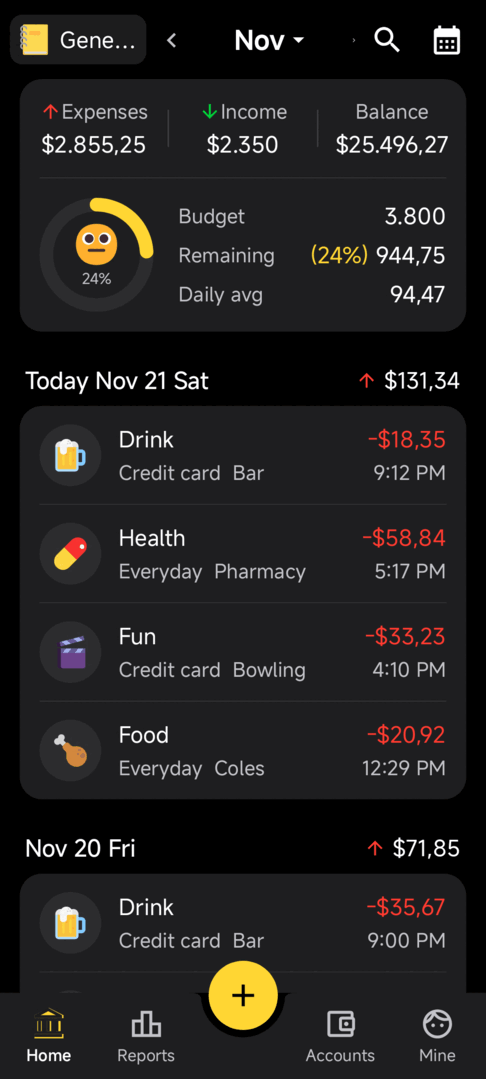 Gene...
Nov
Expenses Income Balance
$2.855,25 $2.350 $25.496,27
24%
Budget 3.800
Remaining (24%) 944,75
Daily avg 94,47
Today Nov 21 Sat $131,34
Drink -$18,35
Credit card Bar 9:12 PM
Health -$58,84
Everyday Pharmacy 5:17 PM
Fun -$33,23
Credit card Bowling 4:10 PM
Food -$20,92
Everyday Coles 12:29 PM
Nov 20 Fri $71,85
Drink -$35,67
Credit card Bar 9:00 PM
+
Home Reports Accounts Mine